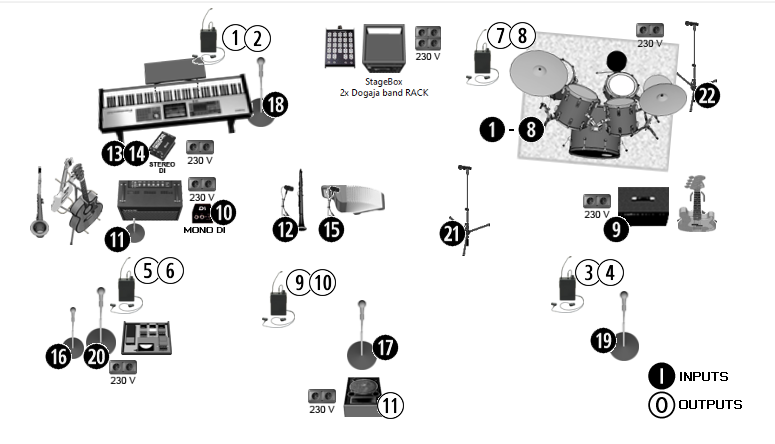 1 2
7 8
230 V
StageBox
2x Dogaja band RACK
18
22
1 - 8
13 14
STEREO
DI
230 V
230 V
10
MONO DI
11
12
15
21
230 V
9
5 6
9 10
3 4
16
20
230 V
17
19
230 V
11
I INPUTS
O OUTPUTS